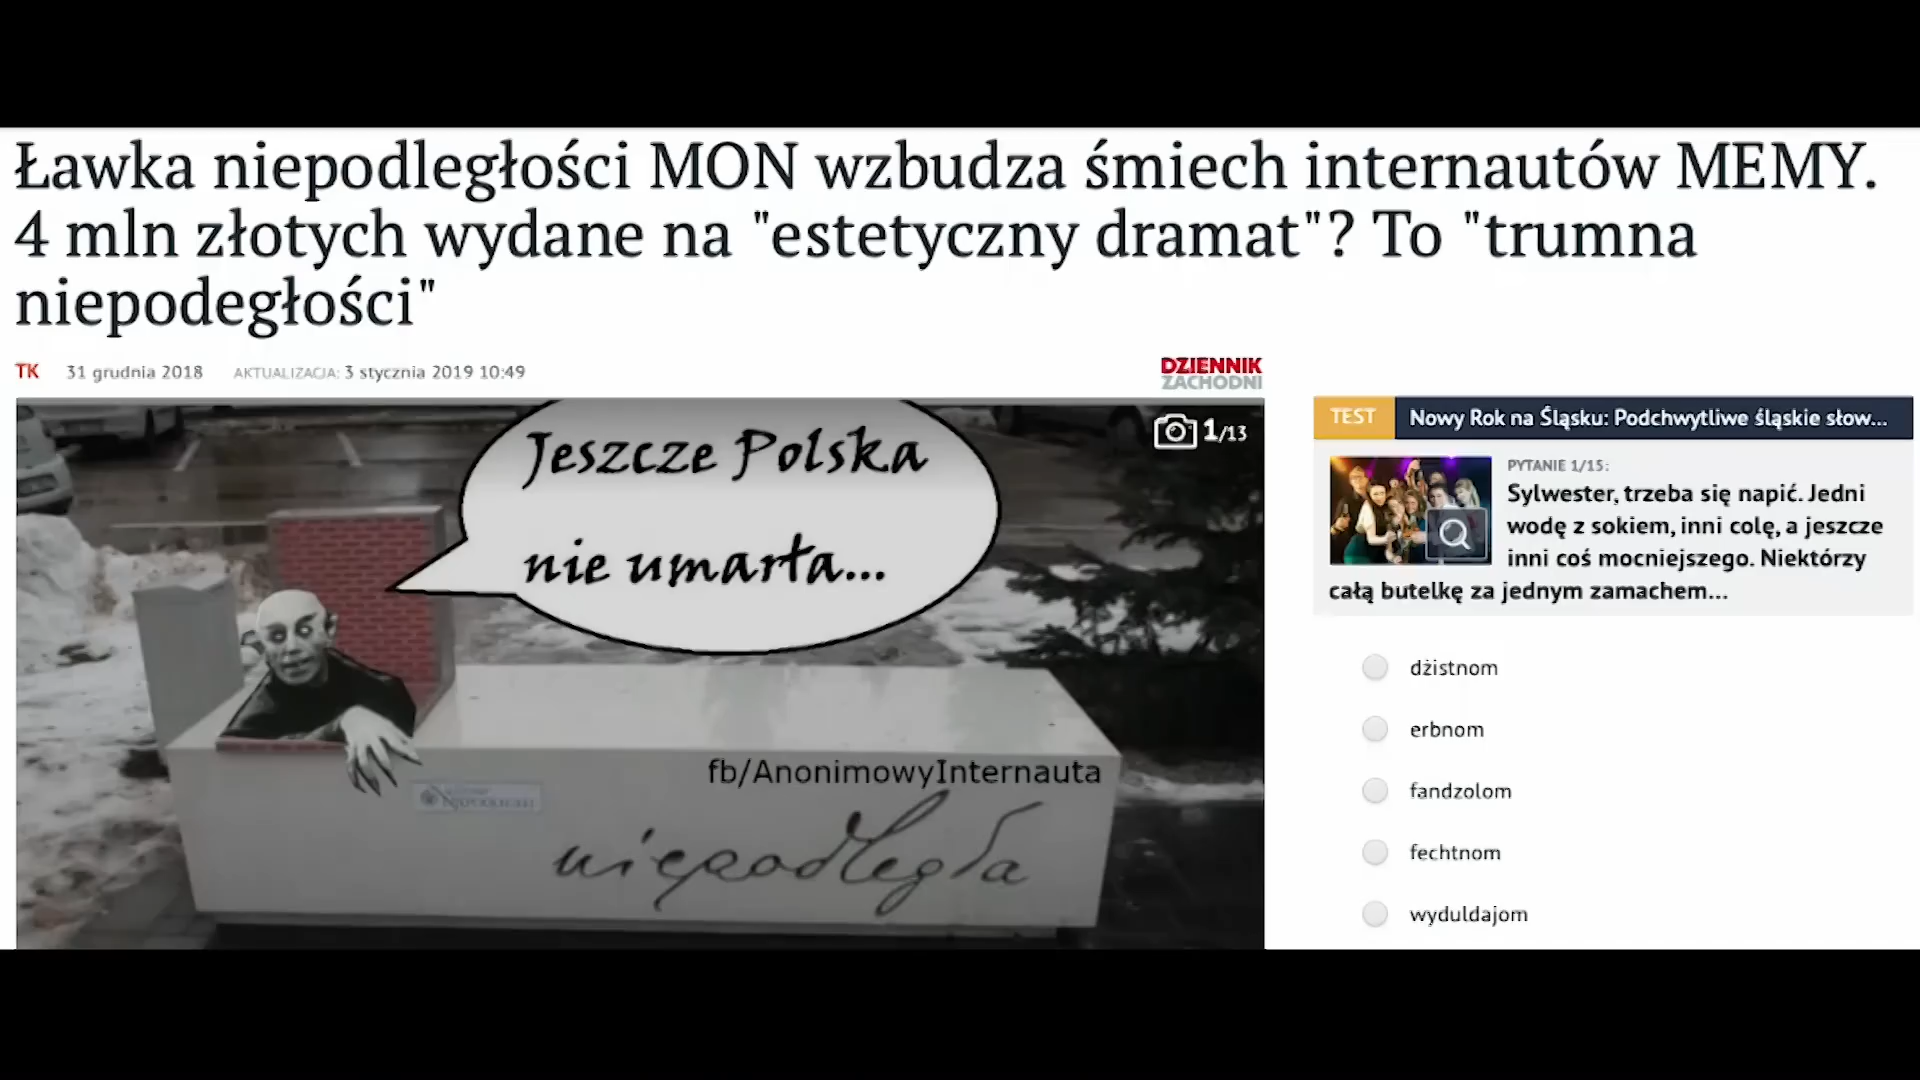 Ławka niepodległości MON wzbudza śmiech internautów MEMY.
4 mln złotych wydane na "estetyczny dramat"? To "trumna
niepodegłości"
TK 31 grudnia 2018 AKTUALIZACJA: 3 stycznia 2019 10:49
DZIENNIK
ZACHODNI
1/13
Jeszcze Polska
nie umarła...
fb/AnonimowyInternauta
niepodległa
TEST Nowy Rok na Śląsku: Podchwytliwe śląskie słow...
PYTANIE 1/15:
Sylwester, trzeba się napić. Jedni
wodę z sokiem, inni colę, a jeszcze
inni coś mocniejszego. Niektórzy
całą butelkę za jednym zamachem...
dżistnom
erbnom
fandzolom
fechtnom
wyduldajom